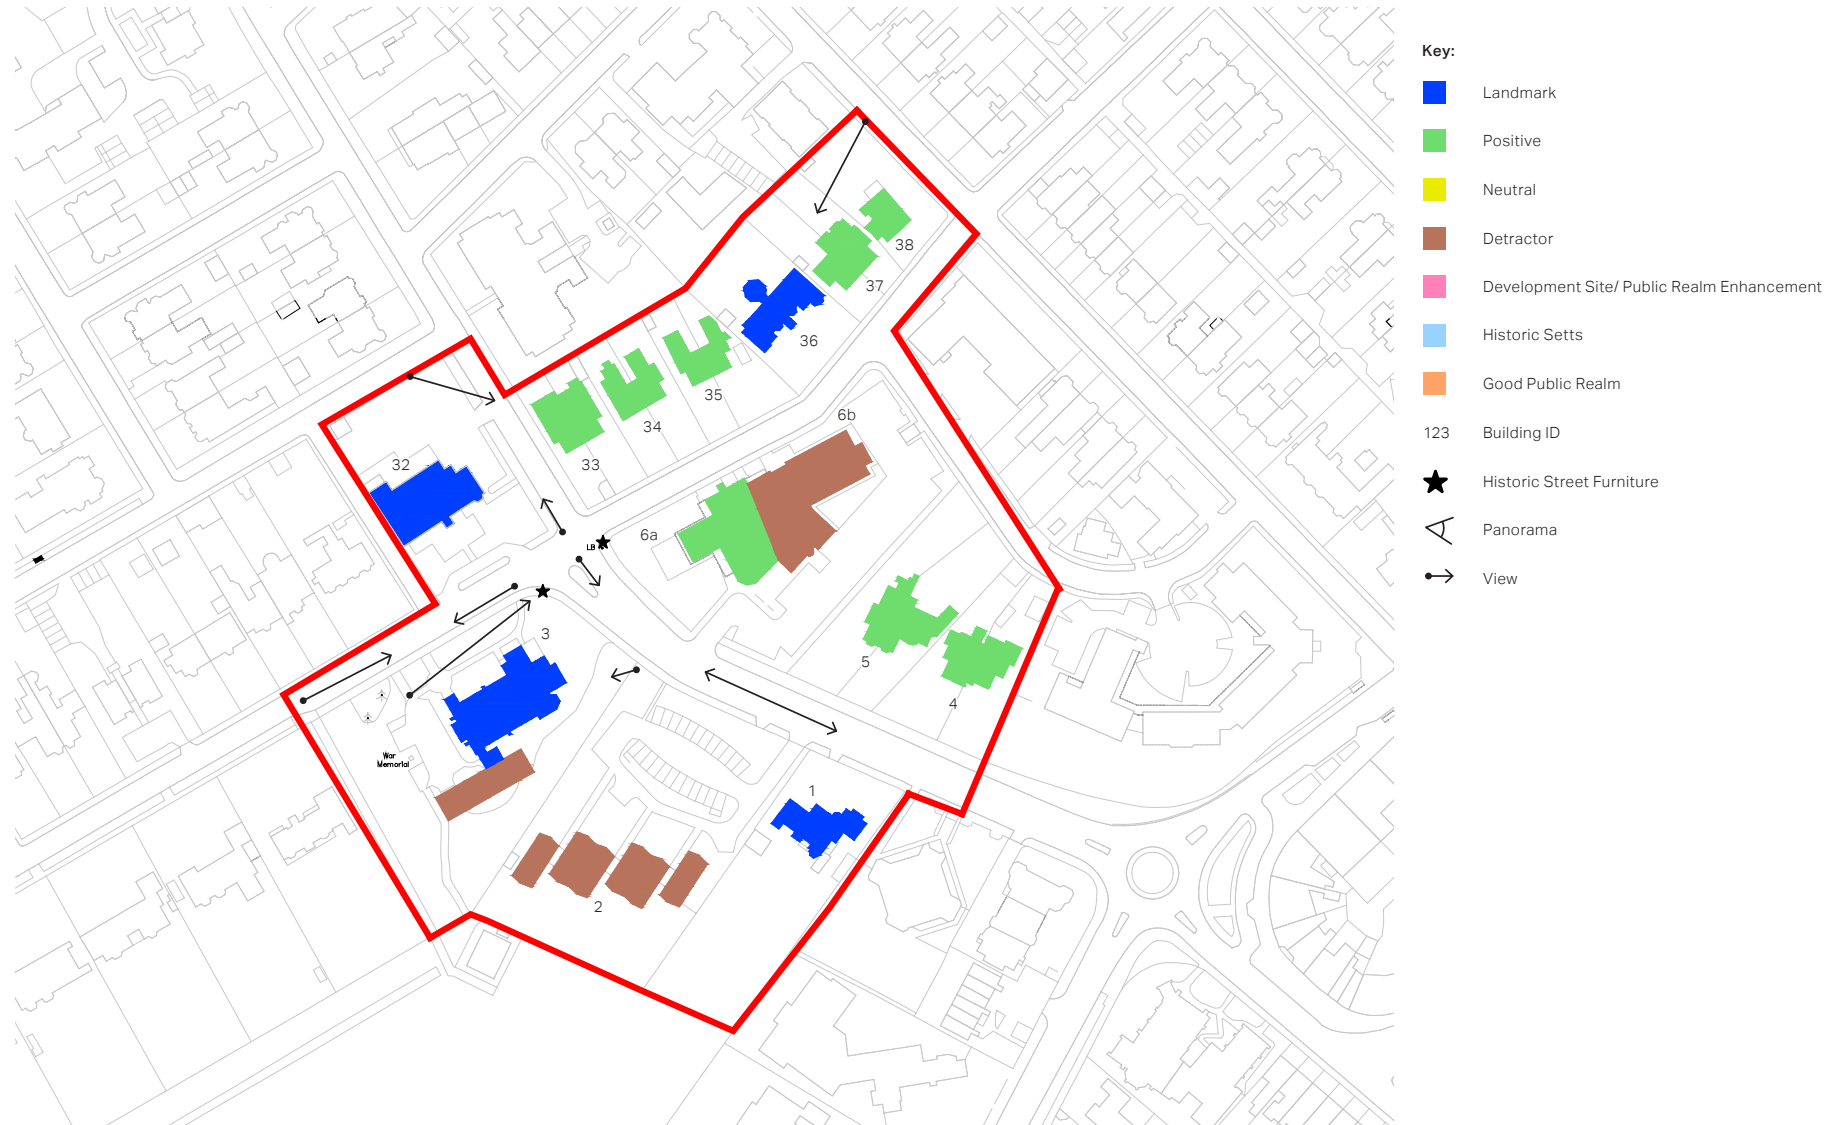 Key:
Landmark
Positive
Neutral
Detractor
Development Site/ Public Realm Enhancement
Historic Setts
Good Public Realm
123 Building ID
Historic Street Furniture
Panorama
View
38
37
36
35
34
33
6b
32
6a
LB
3
5
4
War
Memorial
1
2